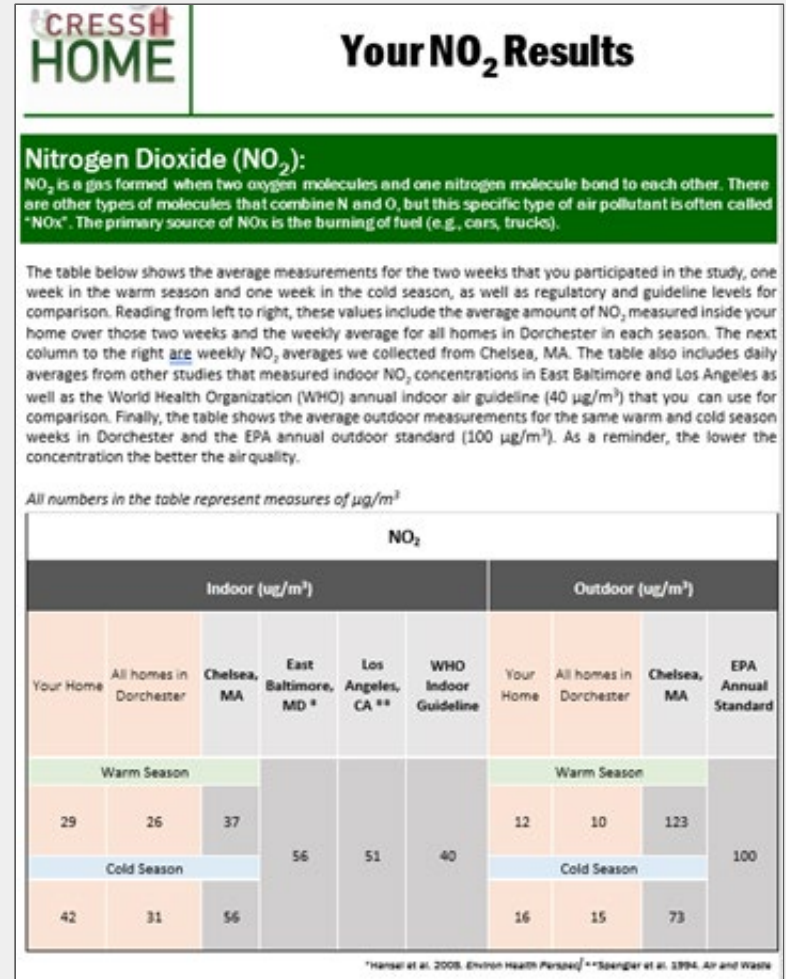 CRESSH
HOME
Your NO₂ Results
Nitrogen Dioxide (NO₂):
NO₂ is a gas formed when two oxygen molecules and one nitrogen molecule bond to each other. There
are other types of molecules that combine N and O, but this specific type of air pollutant is often called
"NOx". The primary source of NOx is the burning of fuel (e.g., cars, trucks).
The table below shows the average measurements for the two weeks that you participated in the study, one
week in the warm season and one week in the cold season, as well as regulatory and guideline levels for
comparison. Reading from left to right, these values include the average amount of NO₂ measured inside your
home over those two weeks and the weekly average for all homes in Dorchester in each season. The next
column to the right are weekly NO₂ averages we collected from Chelsea, MA. The table also includes daily
averages from other studies that measured indoor NO₂ concentrations in East Baltimore and Los Angeles as
well as the World Health Organization (WHO) annual indoor air guideline (40 µg/m³) that you can use for
comparison. Finally, the table shows the average outdoor measurements for the same warm and cold season
weeks in Dorchester and the EPA annual outdoor standard (100 µg/m³). As a reminder, the lower the
concentration the better the air quality.
All numbers in the table represent measures of µg/m³
NO₂
Indoor (ug/m³) Outdoor (ug/m³)
Your Home
All homes in
Dorchester
Chelsea,
MA
East
Baltimore,
MD *
Los
Angeles,
CA **
WHO
Indoor
Guideline
Your
Home
All homes in
Dorchester
Chelsea,
MA
EPA
Annual
Standard
Warm Season Warm Season
29 26 37 12 10 123
56 51 40 100
Cold Season Cold Season
42 31 56 16 15 73
*Hansel et al. 2008. Environ Health Perspec/ **Spengler et al. 1994. Air and Waste